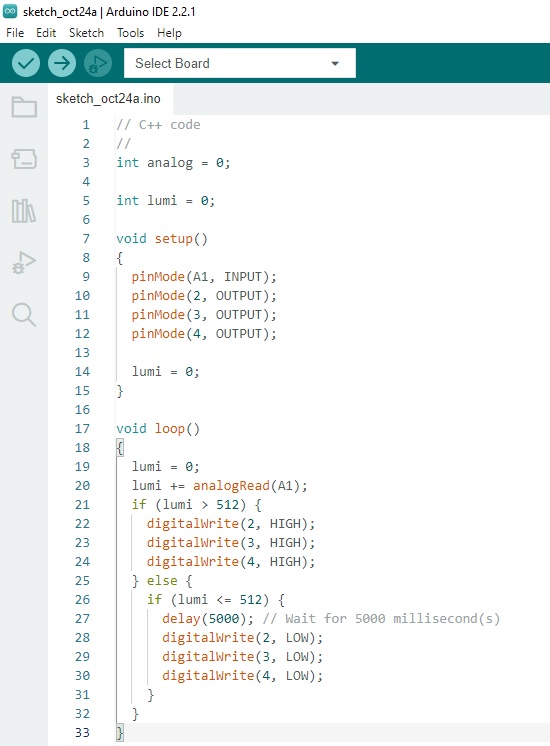 sketch_oct24a | Arduino IDE 2.2.1
File Edit Sketch Tools Help
Select Board
sketch_oct24a.ino
1 // C++ code
2 //
3 int analog = 0;
4
5 int lumi = 0;
6
7 void setup()
8 {
9 pinMode(A1, INPUT);
10 pinMode(2, OUTPUT);
11 pinMode(3, OUTPUT);
12 pinMode(4, OUTPUT);
13
14 lumi = 0;
15 }
16
17 void loop()
18 {
19 lumi = 0;
20 lumi += analogRead(A1);
21 if (lumi > 512) {
22 digitalWrite(2, HIGH);
23 digitalWrite(3, HIGH);
24 digitalWrite(4, HIGH);
25 } else {
26 if (lumi <= 512) {
27 delay(5000); // Wait for 5000 millisecond(s)
28 digitalWrite(2, LOW);
29 digitalWrite(3, LOW);
30 digitalWrite(4, LOW);
31 }
32 }
33 }